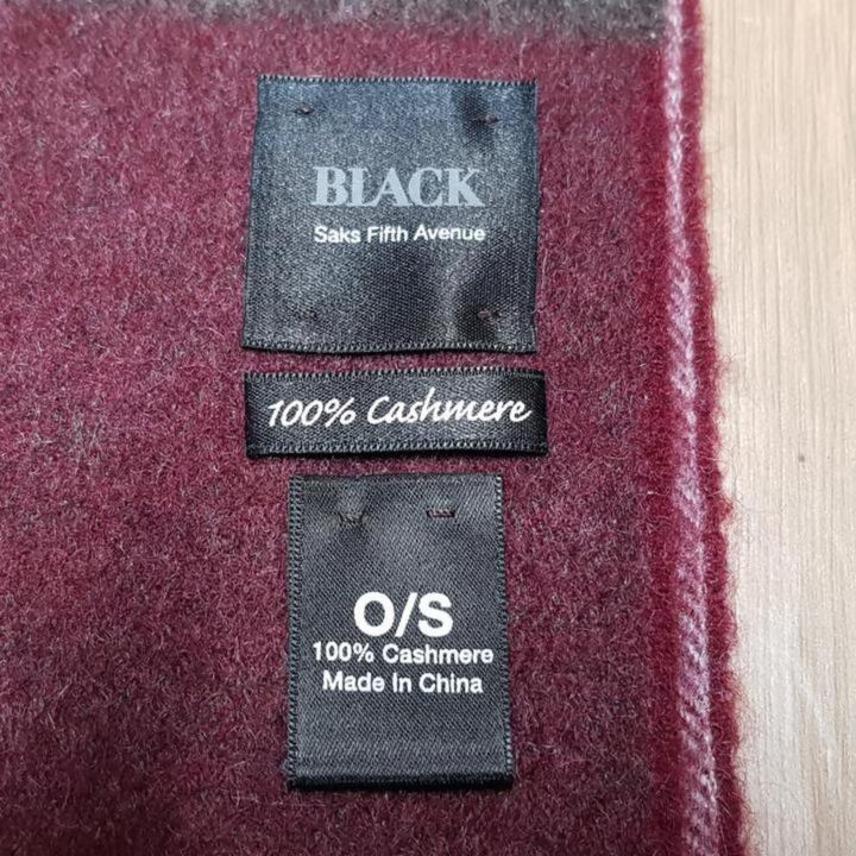 BLACK
Saks Fifth Avenue
100% Cashmere
O/S
100% Cashmere
Made In China